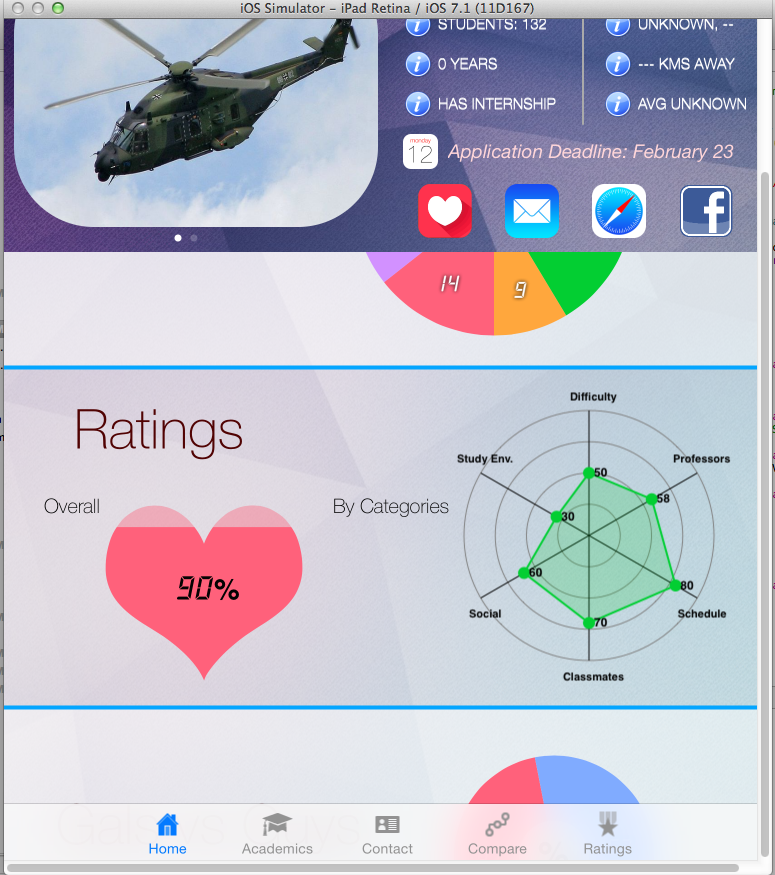 iOS Simulator – iPad Retina / iOS 7.1 (11D167)
STUDENTS: 132
UNKNOWN, --
0 YEARS
--- KMS AWAY
HAS INTERNSHIP
AVG UNKNOWN
monday
12
Application Deadline: February 23
14
9
Ratings
Overall
90%
By Categories
Difficulty
Study Env.
Professors
50
58
30
60
80
Social
Schedule
70
Classmates
Home
Academics
Contact
Compare
Ratings